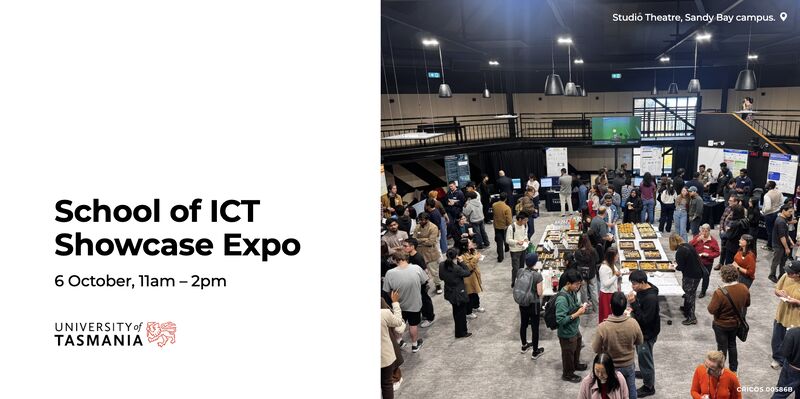 Studio Theatre, Sandy Bay campus.
School of ICT
Showcase Expo
6 October, 11am – 2pm
UNIVERSITY of
TASMANIA
CRICOS 00586B